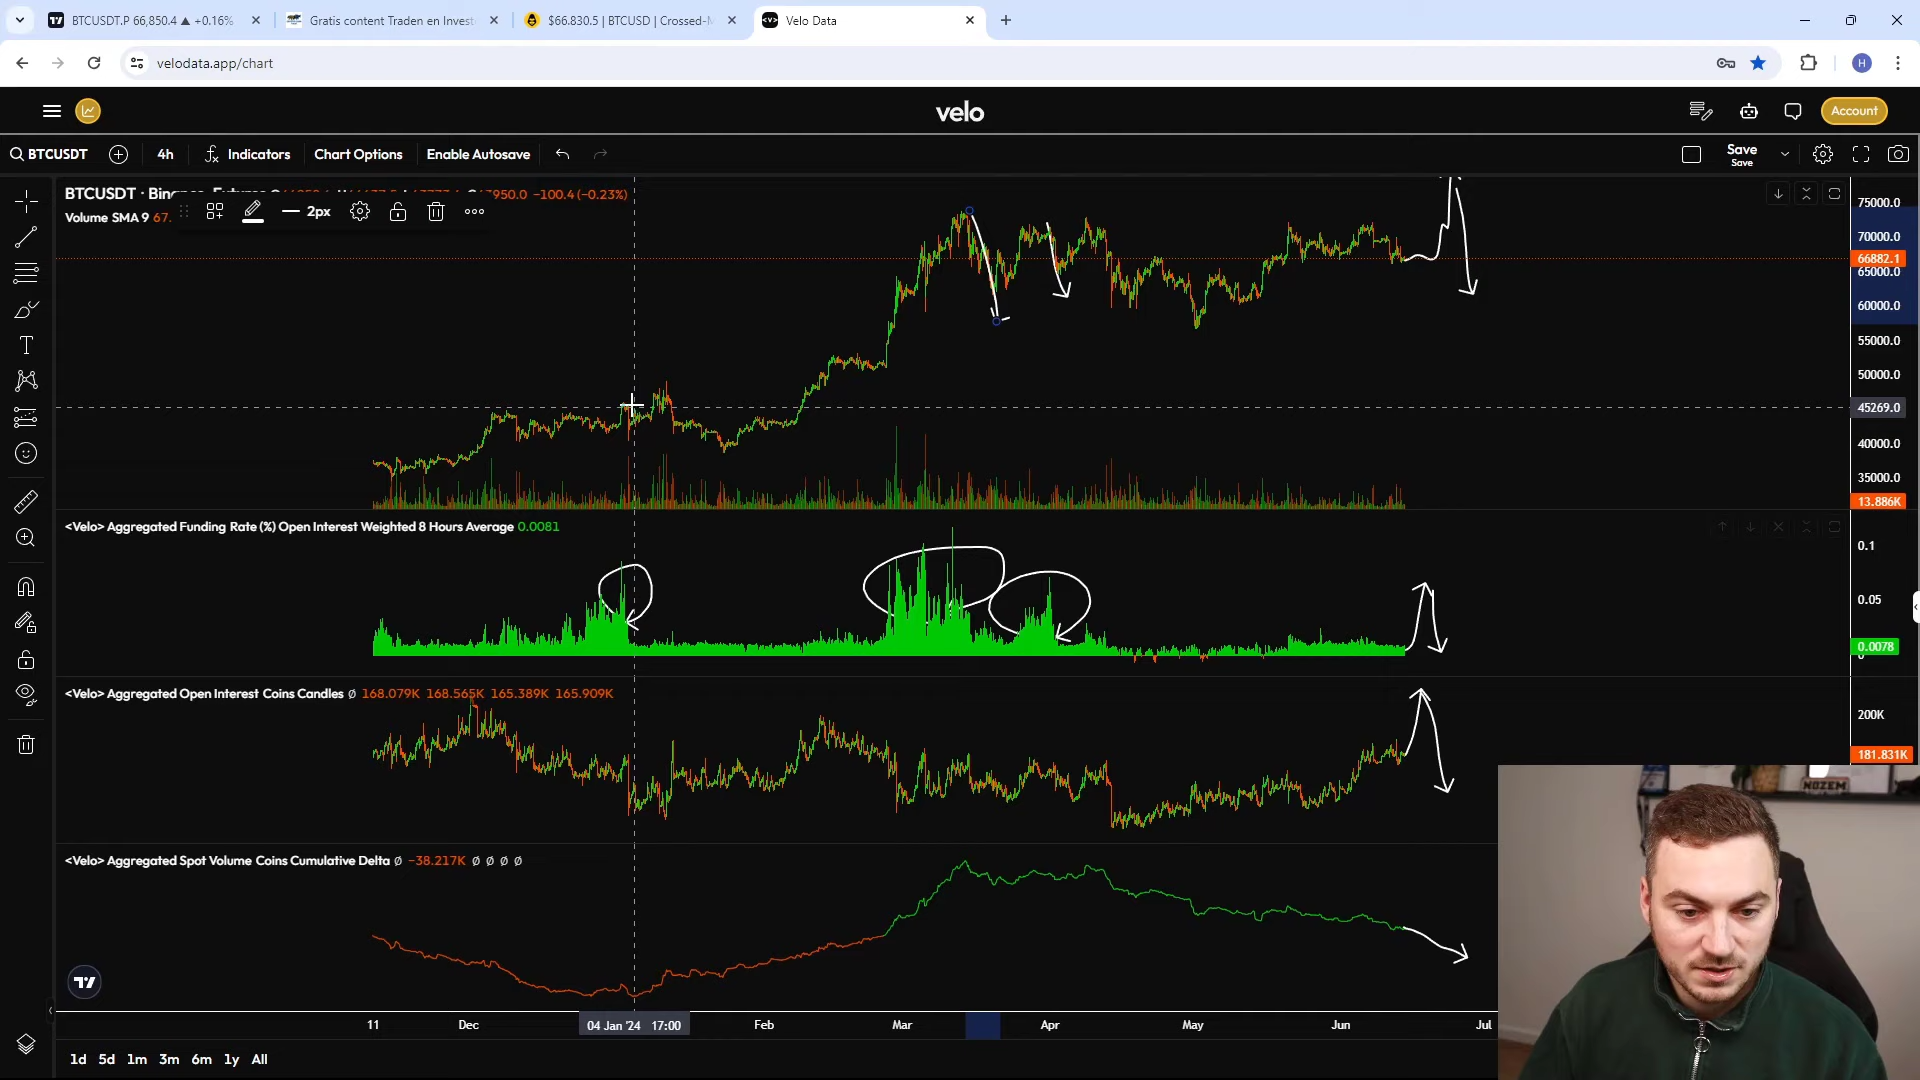 BTCUSDT.P 66,850.4 ▲ +0.16%
Gratis content Traden en Invest
$66.830.5 | BTCUSD | Crossed-M
<v> Velo Data
velodata.app/chart
H
velo
Account
BTCUSDT
4h
Indicators
Chart Options
Enable Autosave
Save
Save
BTCUSDT · 950.0 −100.4 (−0.23%)
Volume SMA 9 67.
2px
75000.0
70000.0
66882.1
65000.0
60000.0
55000.0
50000.0
45269.0
40000.0
35000.0
13.886K
<Velo> Aggregated Funding Rate (%) Open Interest Weighted 8 Hours Average 0.0081
0.1
0.05
0.0078
<Velo> Aggregated Open Interest Coins Candles ∅ 168.079K 168.565K 165.389K 165.909K
200K
181.831K
<Velo> Aggregated Spot Volume Coins Cumulative Delta ∅ −38.217K ∅ ∅ ∅ ∅
NOZEM
11 Dec 04 Jan '24 17:00 Feb Mar Apr May Jun Jul
1d 5d 1m 3m 6m 1y All